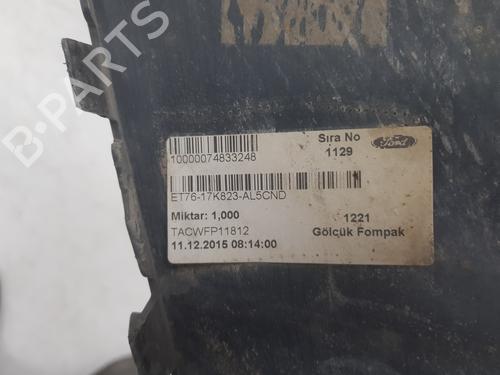 B-PARTS
10000074833248
Sıra No
1129
Ford
ET76-17K823-AL5CND
Miktar: 1,000
1221
TACWFP11812
Gölçük Fompak
11.12.2015 08:14:00